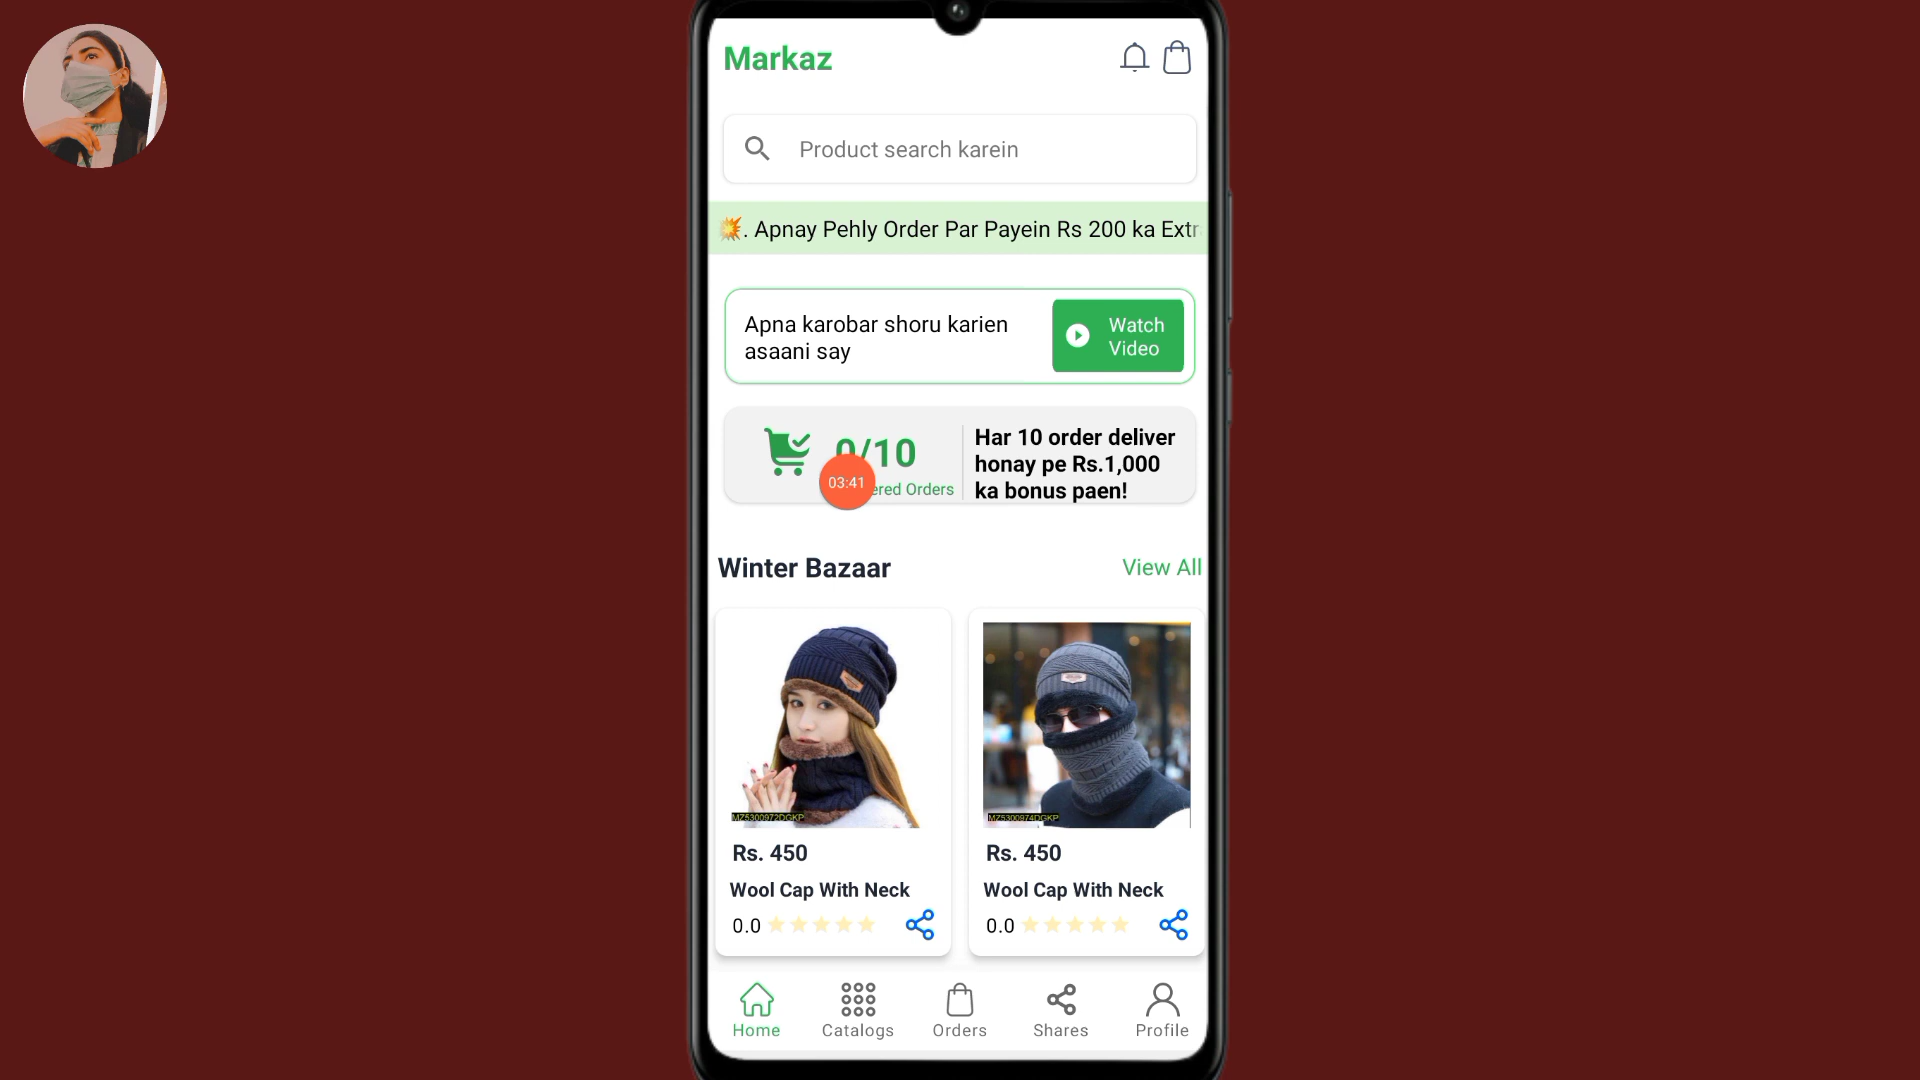 Markaz
Product search karein
. Apnay Pehly Order Par Payein Rs 200 ka Extr
Apna karobar shoru karien
asaani say
Watch
Video
0/10
ered Orders
03:41
Har 10 order deliver
honay pe Rs.1,000
ka bonus paen!
Winter Bazaar
View All
MZ5300972DGKP
MZ5300974DGKP
Rs. 450
Rs. 450
Wool Cap With Neck
Wool Cap With Neck
0.0
0.0
Home
Catalogs
Orders
Shares
Profile